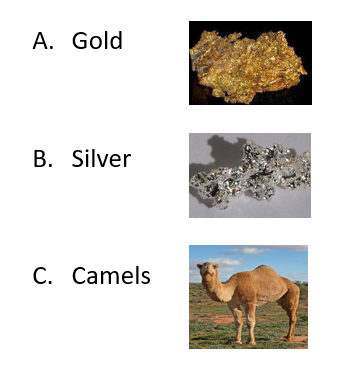 A. Gold
B. Silver
C. Camels